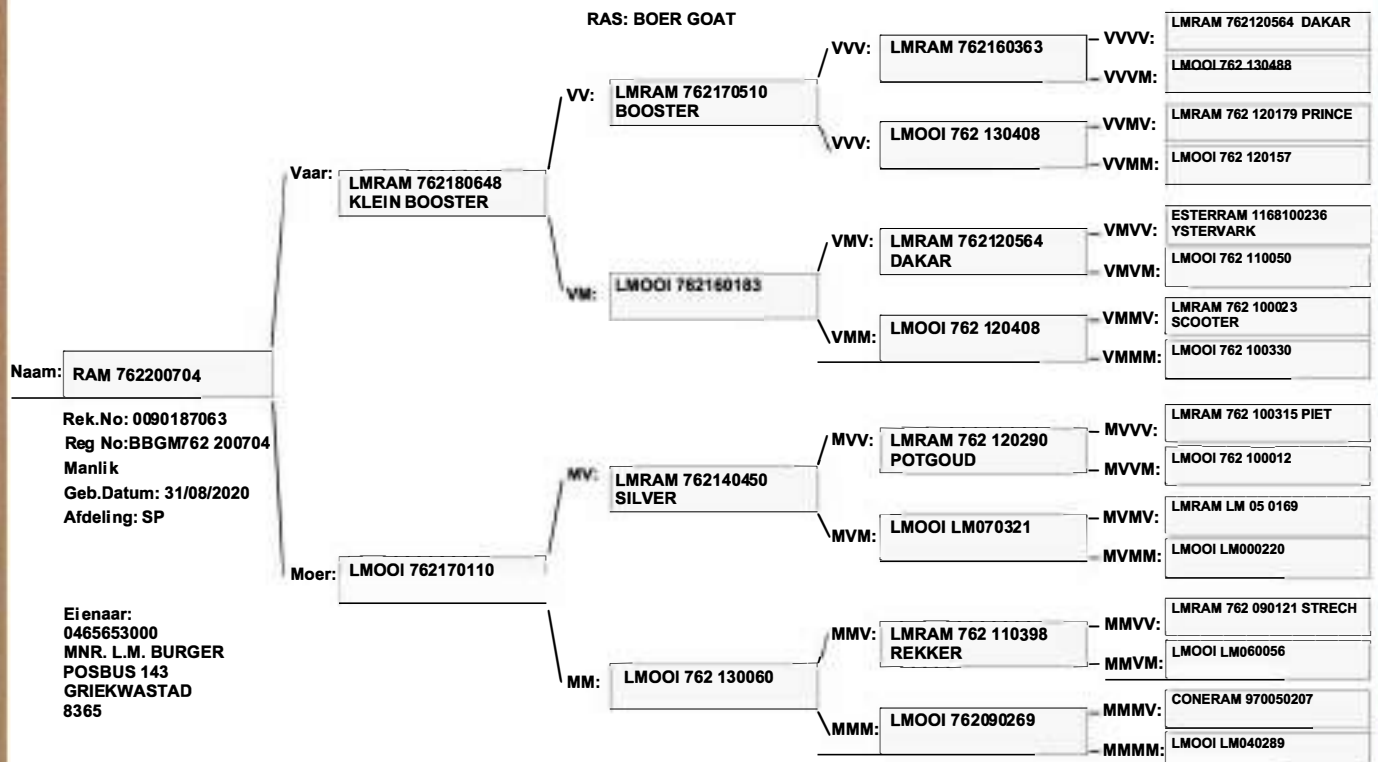 RAS: BOER GOAT
Naam: RAM 762200704
Rek.No: 0090187063
Reg No:BBGM762 200704
Manlik
Geb.Datum: 31/08/2020
Afdeling: SP
Eienaar:
0465653000
MNR. L.M. BURGER
POSBUS 143
GRIEKWASTAD
8365
Vaar: LMRAM 762180648
KLEIN BOOSTER
Moer: LMOOI 762170110
VV: LMRAM 762170510
BOOSTER
VM: LMOOI 762160183
MV: LMRAM 762140450
SILVER
MM: LMOOI 762 130060
VVV: LMRAM 762160363
VVV: LMOOI 762 130408
VMV: LMRAM 762120564
DAKAR
VMM: LMOOI 762 120408
MVV: LMRAM 762 120290
POTGOUD
MVM: LMOOI LM070321
MMV: LMRAM 762 110398
REKKER
MMM: LMOOI 762090269
VVVV: LMRAM 762120564 DAKAR
VVVM: LMOOI 762 130488
VVMV: LMRAM 762 120179 PRINCE
VVMM: LMOOI 762 120157
VMVV: ESTERRAM 1168100236
YSTERVARK
VMVM: LMOOI 762 110050
VMMV: LMRAM 762 100023
SCOOTER
VMMM: LMOOI 762 100330
MVVV: LMRAM 762 100315 PIET
MVVM: LMOOI 762 100012
MVMV: LMRAM LM 05 0169
MVMM: LMOOI LM000220
MMVV: LMRAM 762 090121 STRECH
MMVM: LMOOI LM060056
MMMV: CONERAM 970050207
MMMM: LMOOI LM040289